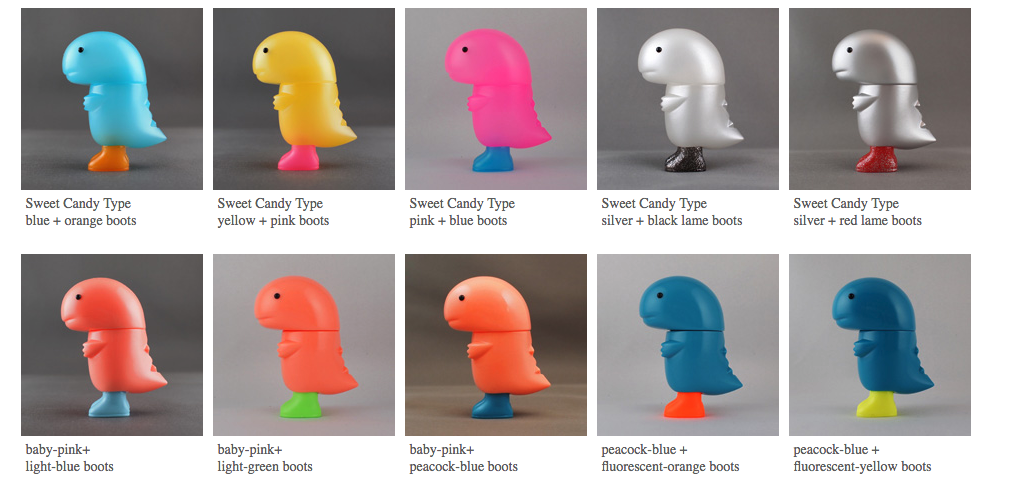 Sweet Candy Type
blue + orange boots
Sweet Candy Type
yellow + pink boots
Sweet Candy Type
pink + blue boots
Sweet Candy Type
silver + black lame boots
Sweet Candy Type
silver + red lame boots
baby-pink+
light-blue boots
baby-pink+
light-green boots
baby-pink+
peacock-blue boots
peacock-blue +
fluorescent-orange boots
peacock-blue +
fluorescent-yellow boots